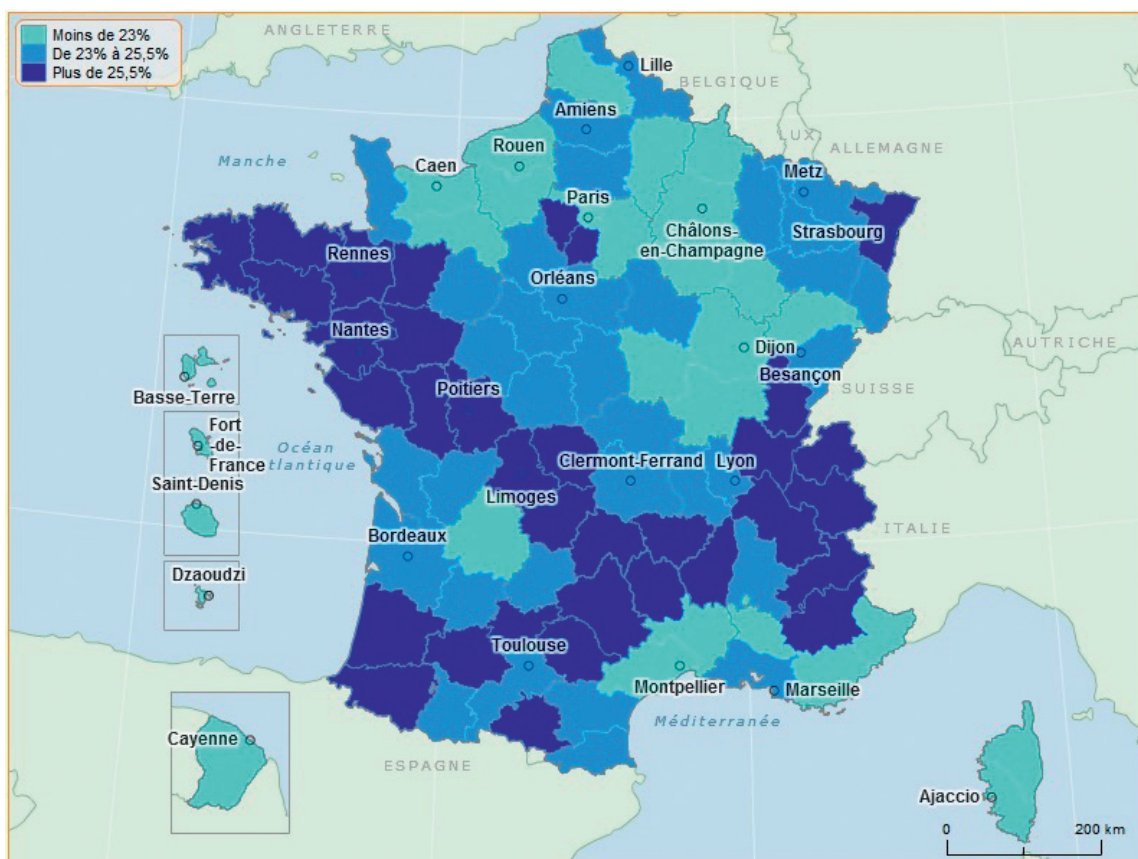 Moins de 23%
De 23% à 25,5%
Plus de 25,5%
ANGLETERRE
Lille
BELGIQUE
Amiens
LUX.
ALLEMAGNE
Manche
Rouen
Caen
Metz
Paris
Châlons-
en-Champagne
Strasbourg
Rennes
Orléans
Nantes
Dijon
AUTRICHE
Besançon
SUISSE
Basse-Terre
Poitiers
Fort
-de-
France
Océan
atlantique
Clermont-Ferrand
Lyon
Saint-Denis
Limoges
ITALIE
Bordeaux
Dzaoudzi
Toulouse
Montpellier
Marseille
Méditerranée
Cayenne
ESPAGNE
Ajaccio
0
200 km